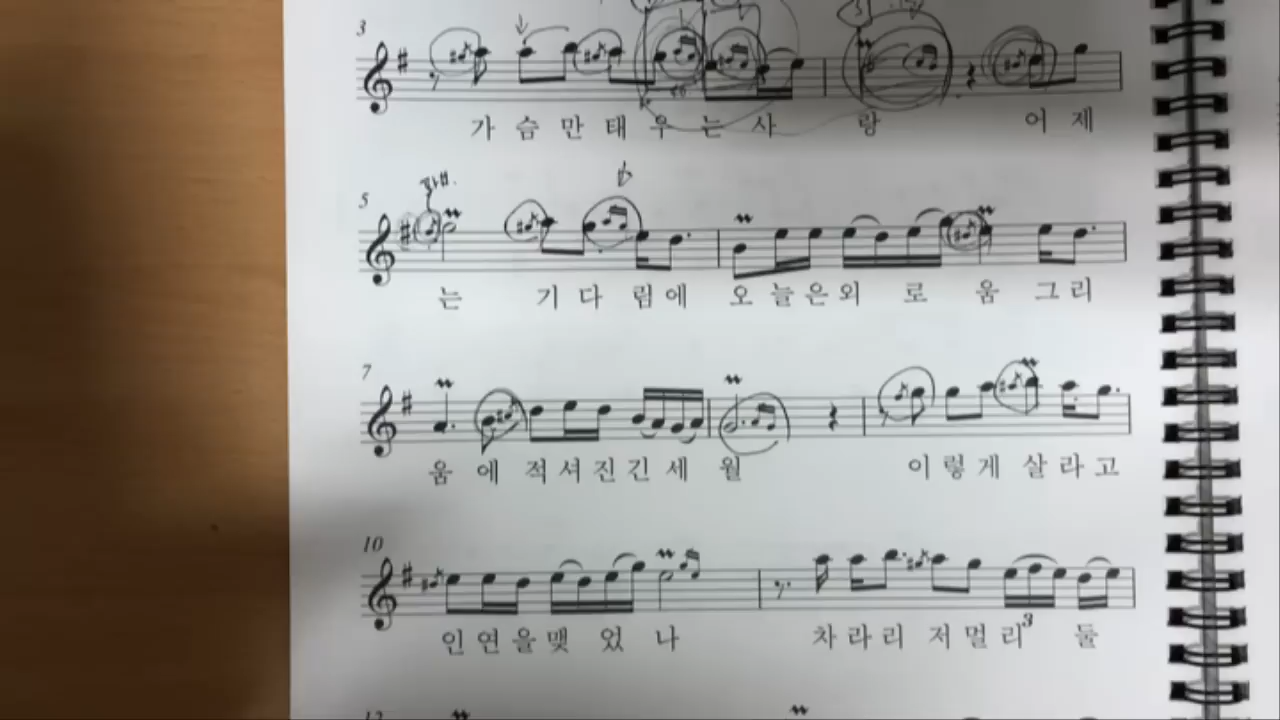 3
가 슴 만 태 우 는 사 랑 어 제
5
는 기 다 림 에 오 늘 은 외 로 움 그 리
7
움 에 적 셔 진 긴 세 월 이 렇 게 살 라 고
10
인 연 을 맺 었 나 차 라 리 저 멀 리 둘
3